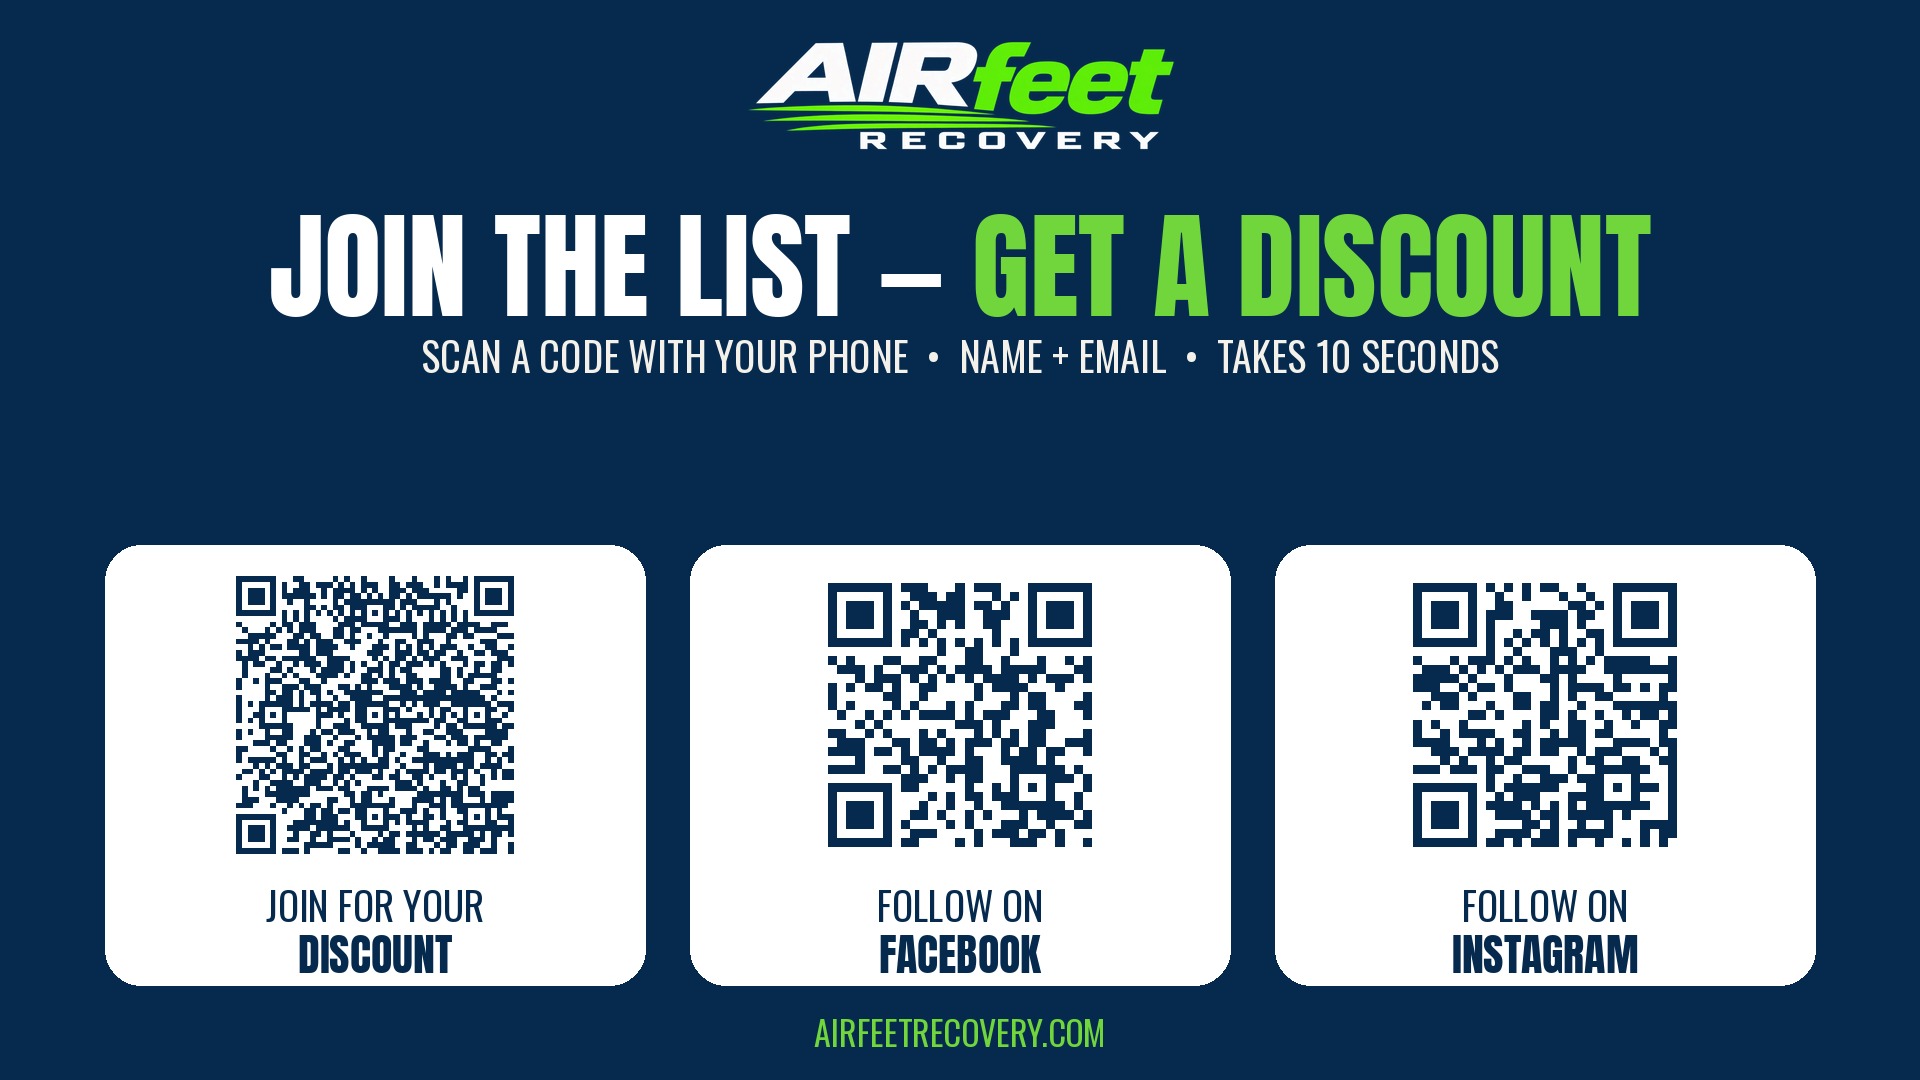 AIRfeet
RECOVERY
JOIN THE LIST – GET A DISCOUNT
SCAN A CODE WITH YOUR PHONE • NAME + EMAIL • TAKES 10 SECONDS
JOIN FOR YOUR
DISCOUNT
FOLLOW ON
FACEBOOK
FOLLOW ON
INSTAGRAM
AIRFEETRECOVERY.COM